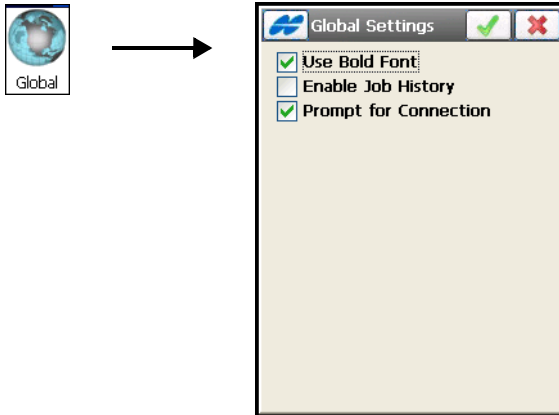 Global
Global Settings
Use Bold Font
Enable Job History
Prompt for Connection